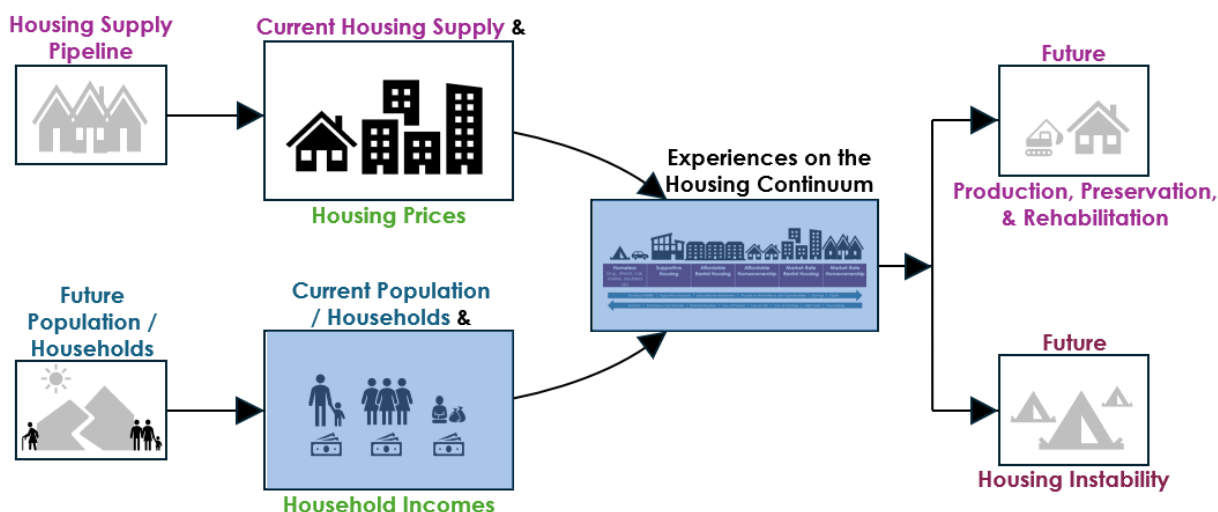 Housing Supply
Pipeline
Current Housing Supply &
Housing Prices
Future
Population /
Households
Current Population
/ Households &
Household Incomes
Experiences on the
Housing Continuum
Homeless
Supportive
Housing
Affordable
Rental Housing
Affordable
Homeownership
Market Rate
Rental Housing
Market Rate
Homeownership
Future
Production, Preservation,
& Rehabilitation
Future
Housing Instability